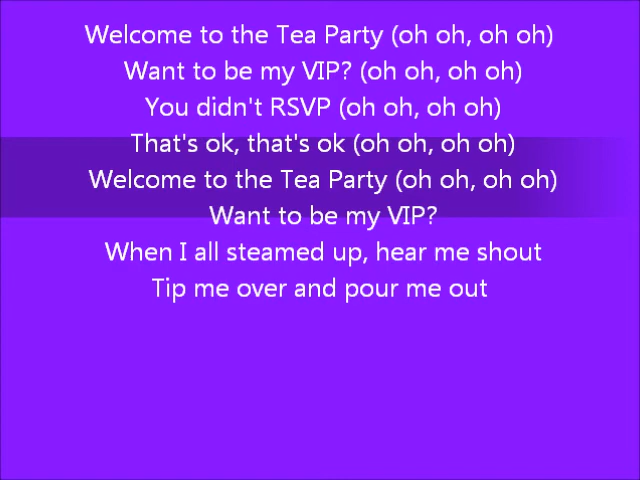 Welcome to the Tea Party (oh oh, oh oh)
Want to be my VIP? (oh oh, oh oh)
You didn't RSVP (oh oh, oh oh)
That's ok, that's ok (oh oh, oh oh)
Welcome to the Tea Party (oh oh, oh oh)
Want to be my VIP?
When I all steamed up, hear me shout
Tip me over and pour me out